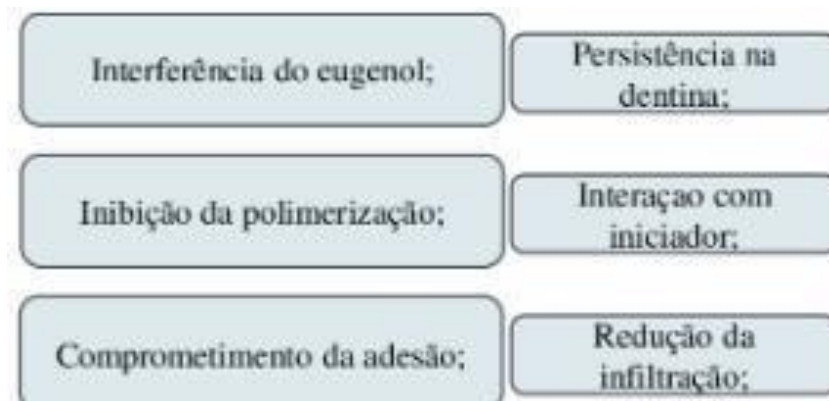 Interferência do eugenol;
Persistência na
dentina;
Inibição da polimerização;
Interaçao com
iniciador;
Comprometimento da adesão;
Redução da
infiltração;